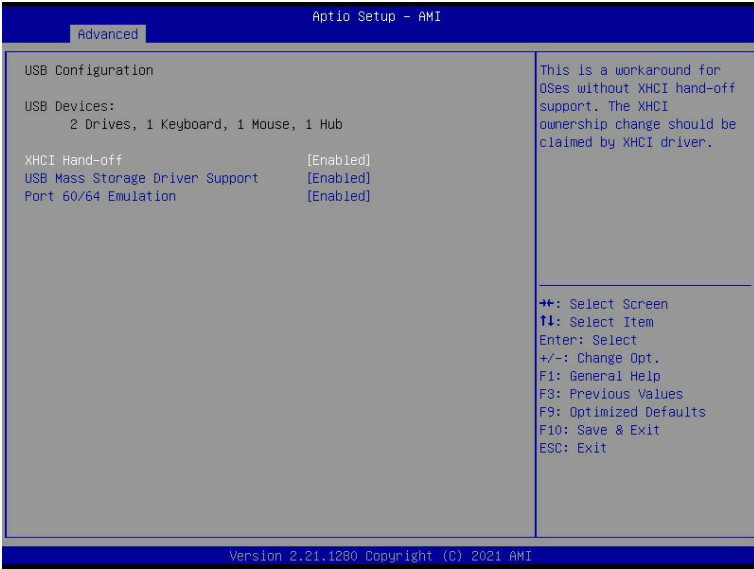 Aptio Setup – AMI
Advanced
USB Configuration
USB Devices:
2 Drives, 1 Keyboard, 1 Mouse, 1 Hub
XHCI Hand-off [Enabled]
USB Mass Storage Driver Support [Enabled]
Port 60/64 Emulation [Enabled]
This is a workaround for
OSes without XHCI hand-off
support. The XHCI
ownership change should be
claimed by XHCI driver.
→←: Select Screen
↑↓: Select Item
Enter: Select
+/-: Change Opt.
F1: General Help
F3: Previous Values
F9: Optimized Defaults
F10: Save & Exit
ESC: Exit
Version 2.21.1280 Copyright (C) 2021 AMI